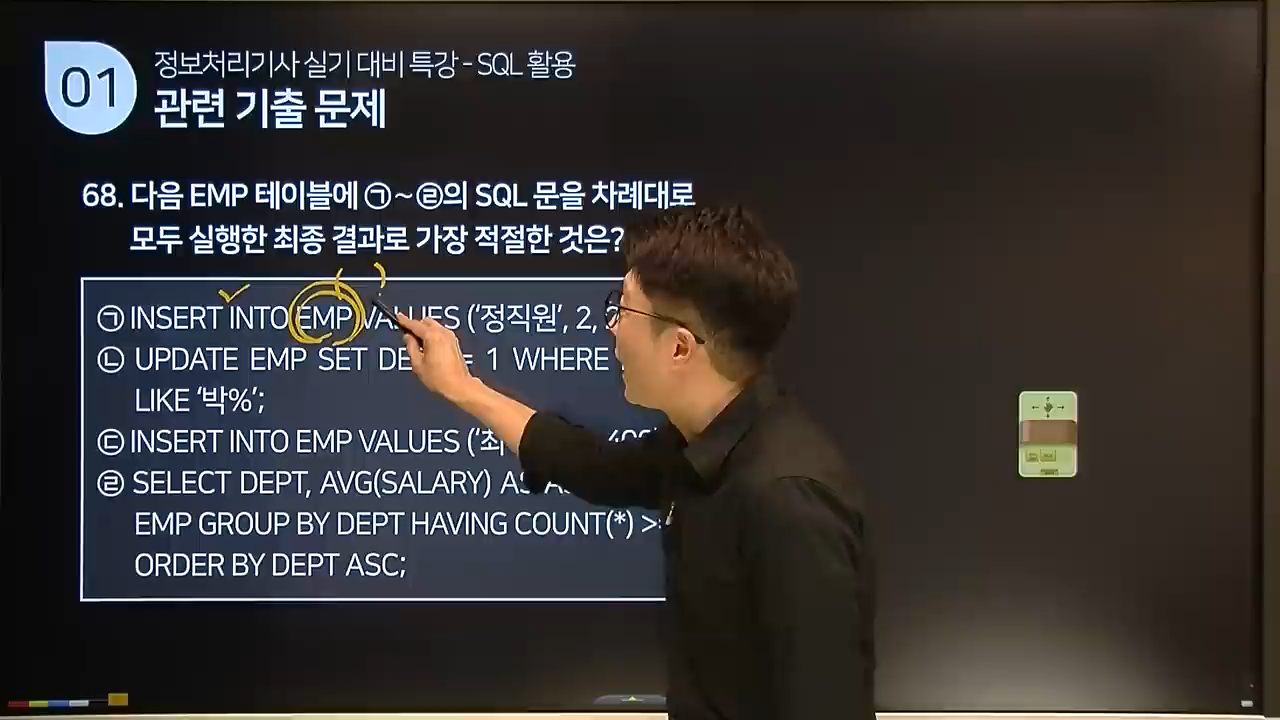 01
정보처리기사 실기 대비 특강 - SQL 활용
관련 기출 문제
68. 다음 EMP 테이블에 ㉠~㉣의 SQL 문을 차례대로
모두 실행한 최종 결과로 가장 적절한 것은?
㉠ INSERT INTO EMP VALUES (‘정직원’, 2,
㉡ UPDATE EMP SET = 1 WHERE
LIKE ‘박%’;
㉢ INSERT INTO EMP VALUES (‘최
㉣ SELECT DEPT, AVG(SALARY) AS
EMP GROUP BY DEPT HAVING COUNT(*)
ORDER BY DEPT ASC;